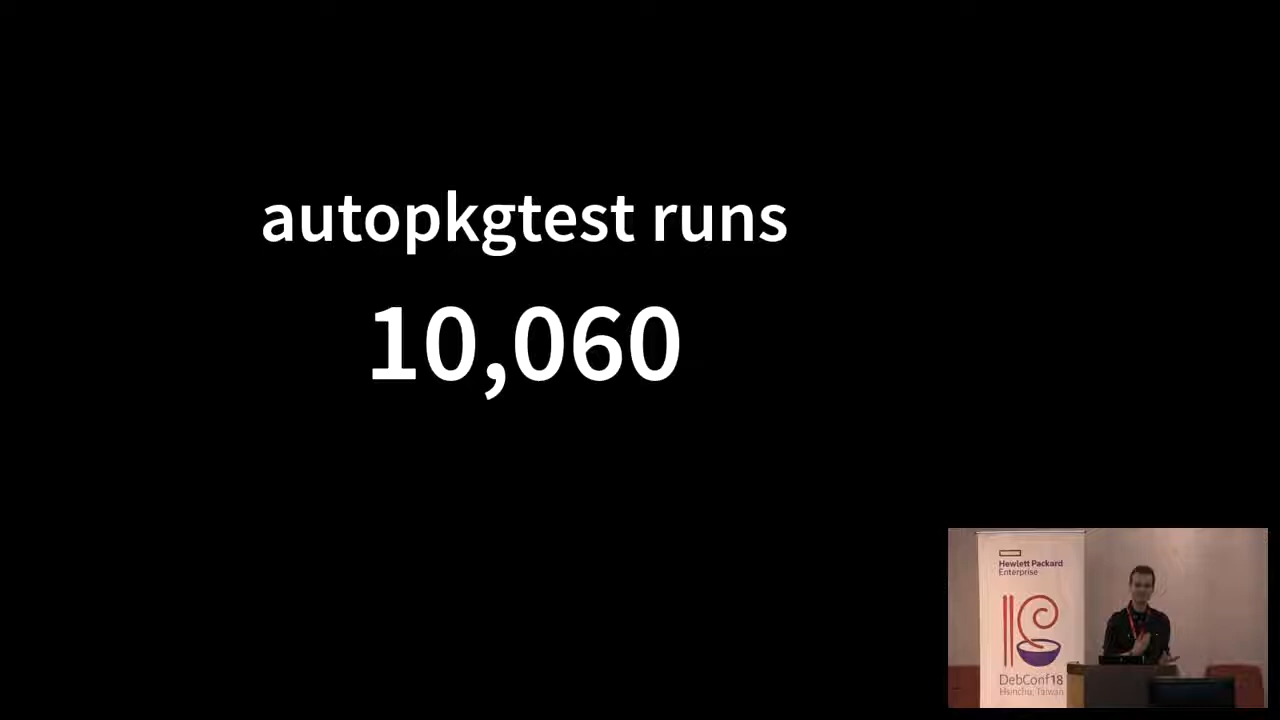 autopkgtest runs
10,060
Hewlett Packard
Enterprise
DebConf18
Hsinchu, Taiwan